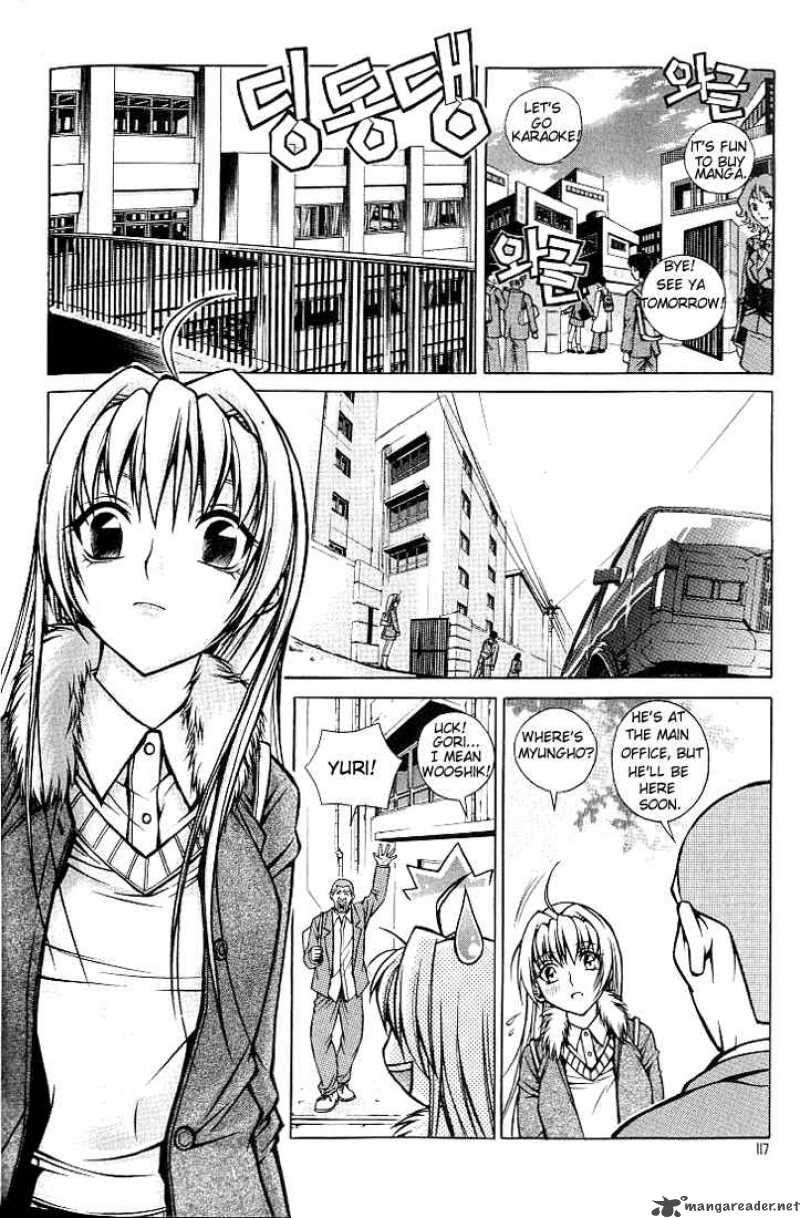 딩동댕
LET'S
GO
KARAOKE!
와글
IT'S FUN
TO BUY
MANGA.
와글
BYE!
SEE YA
TOMORROW!
YURI!
UCK!
GORI...
I MEAN
WOOSHIK!
WHERE'S
MYUNGHO?
HE'S AT
THE MAIN
OFFICE, BUT
HE'LL BE
HERE
SOON.
117
mangareader.net